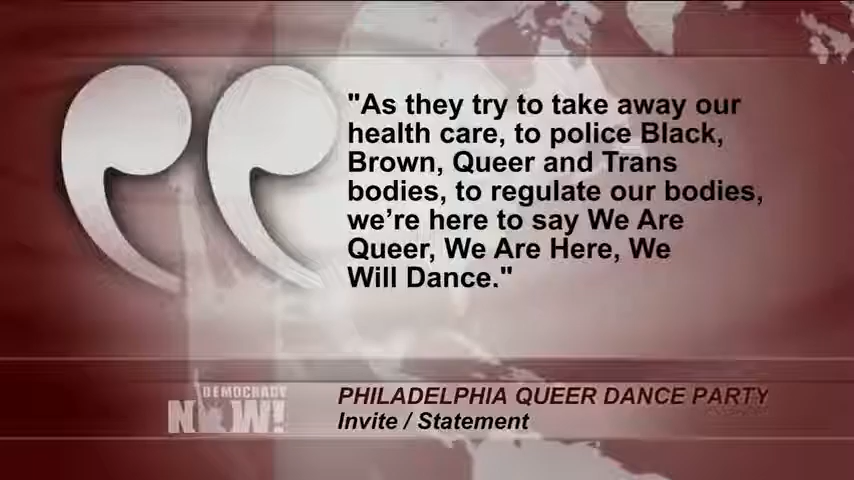 "As they try to take away our
health care, to police Black,
Brown, Queer and Trans
bodies, to regulate our bodies,
we're here to say We Are
Queer, We Are Here, We
Will Dance."
DEMOCRACY
NOW!
PHILADELPHIA QUEER DANCE PARTY
Invite / Statement